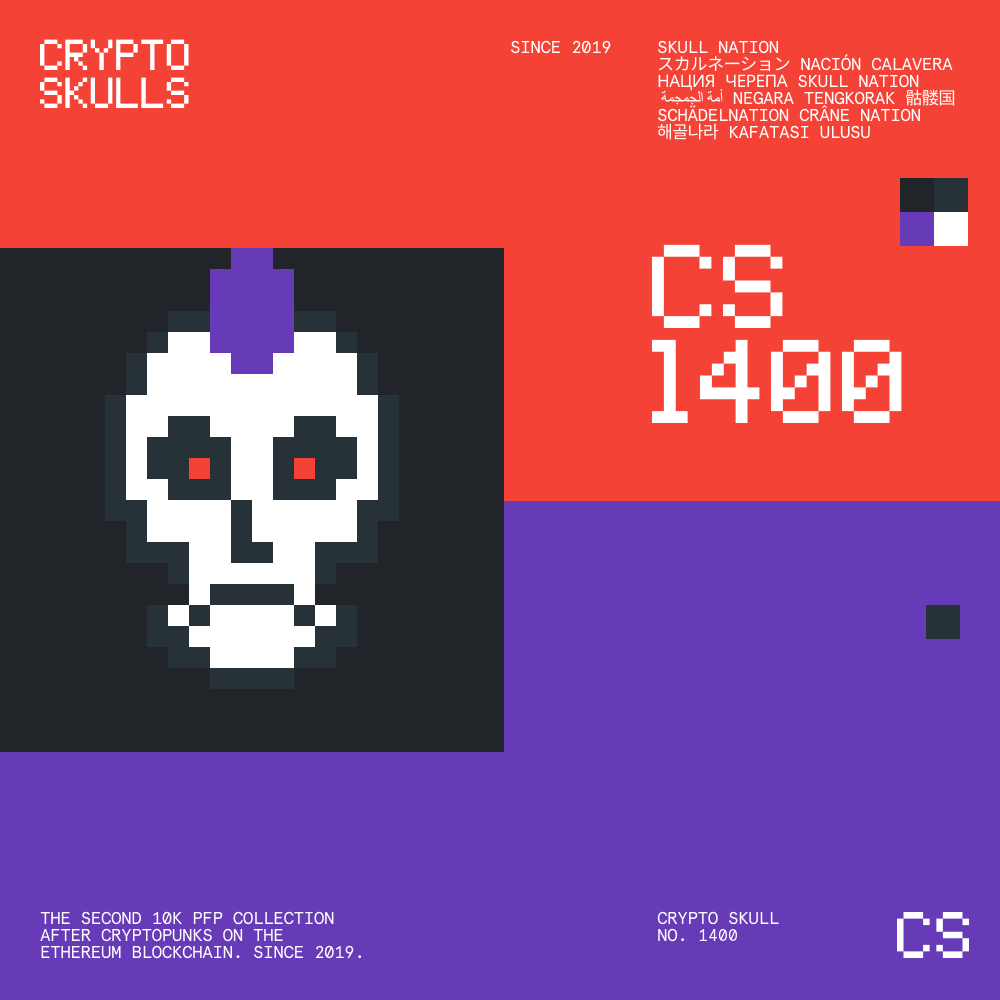 CRYPTO
SKULLS
SINCE 2019
SKULL NATION
スカルネーション NACIÓN CALAVERA
НАЦИЯ ЧЕРЕПА SKULL NATION
أمة الجمجمة NEGARA TENGKORAK 骷髅国
SCHÄDELNATION CRÂNE NATION
해골나라 KAFATASI ULUSU
CS
1400
THE SECOND 10K PFP COLLECTION
AFTER CRYPTOPUNKS ON THE
ETHEREUM BLOCKCHAIN. SINCE 2019.
CRYPTO SKULL
NO. 1400
CS